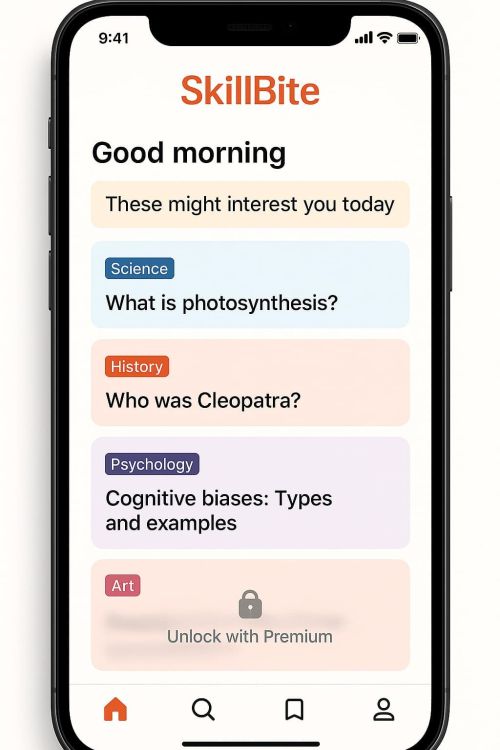 9:41
SkillBite
Good morning
These might interest you today
Science
What is photosynthesis?
History
Who was Cleopatra?
Psychology
Cognitive biases: Types
and examples
Art
Unlock with Premium